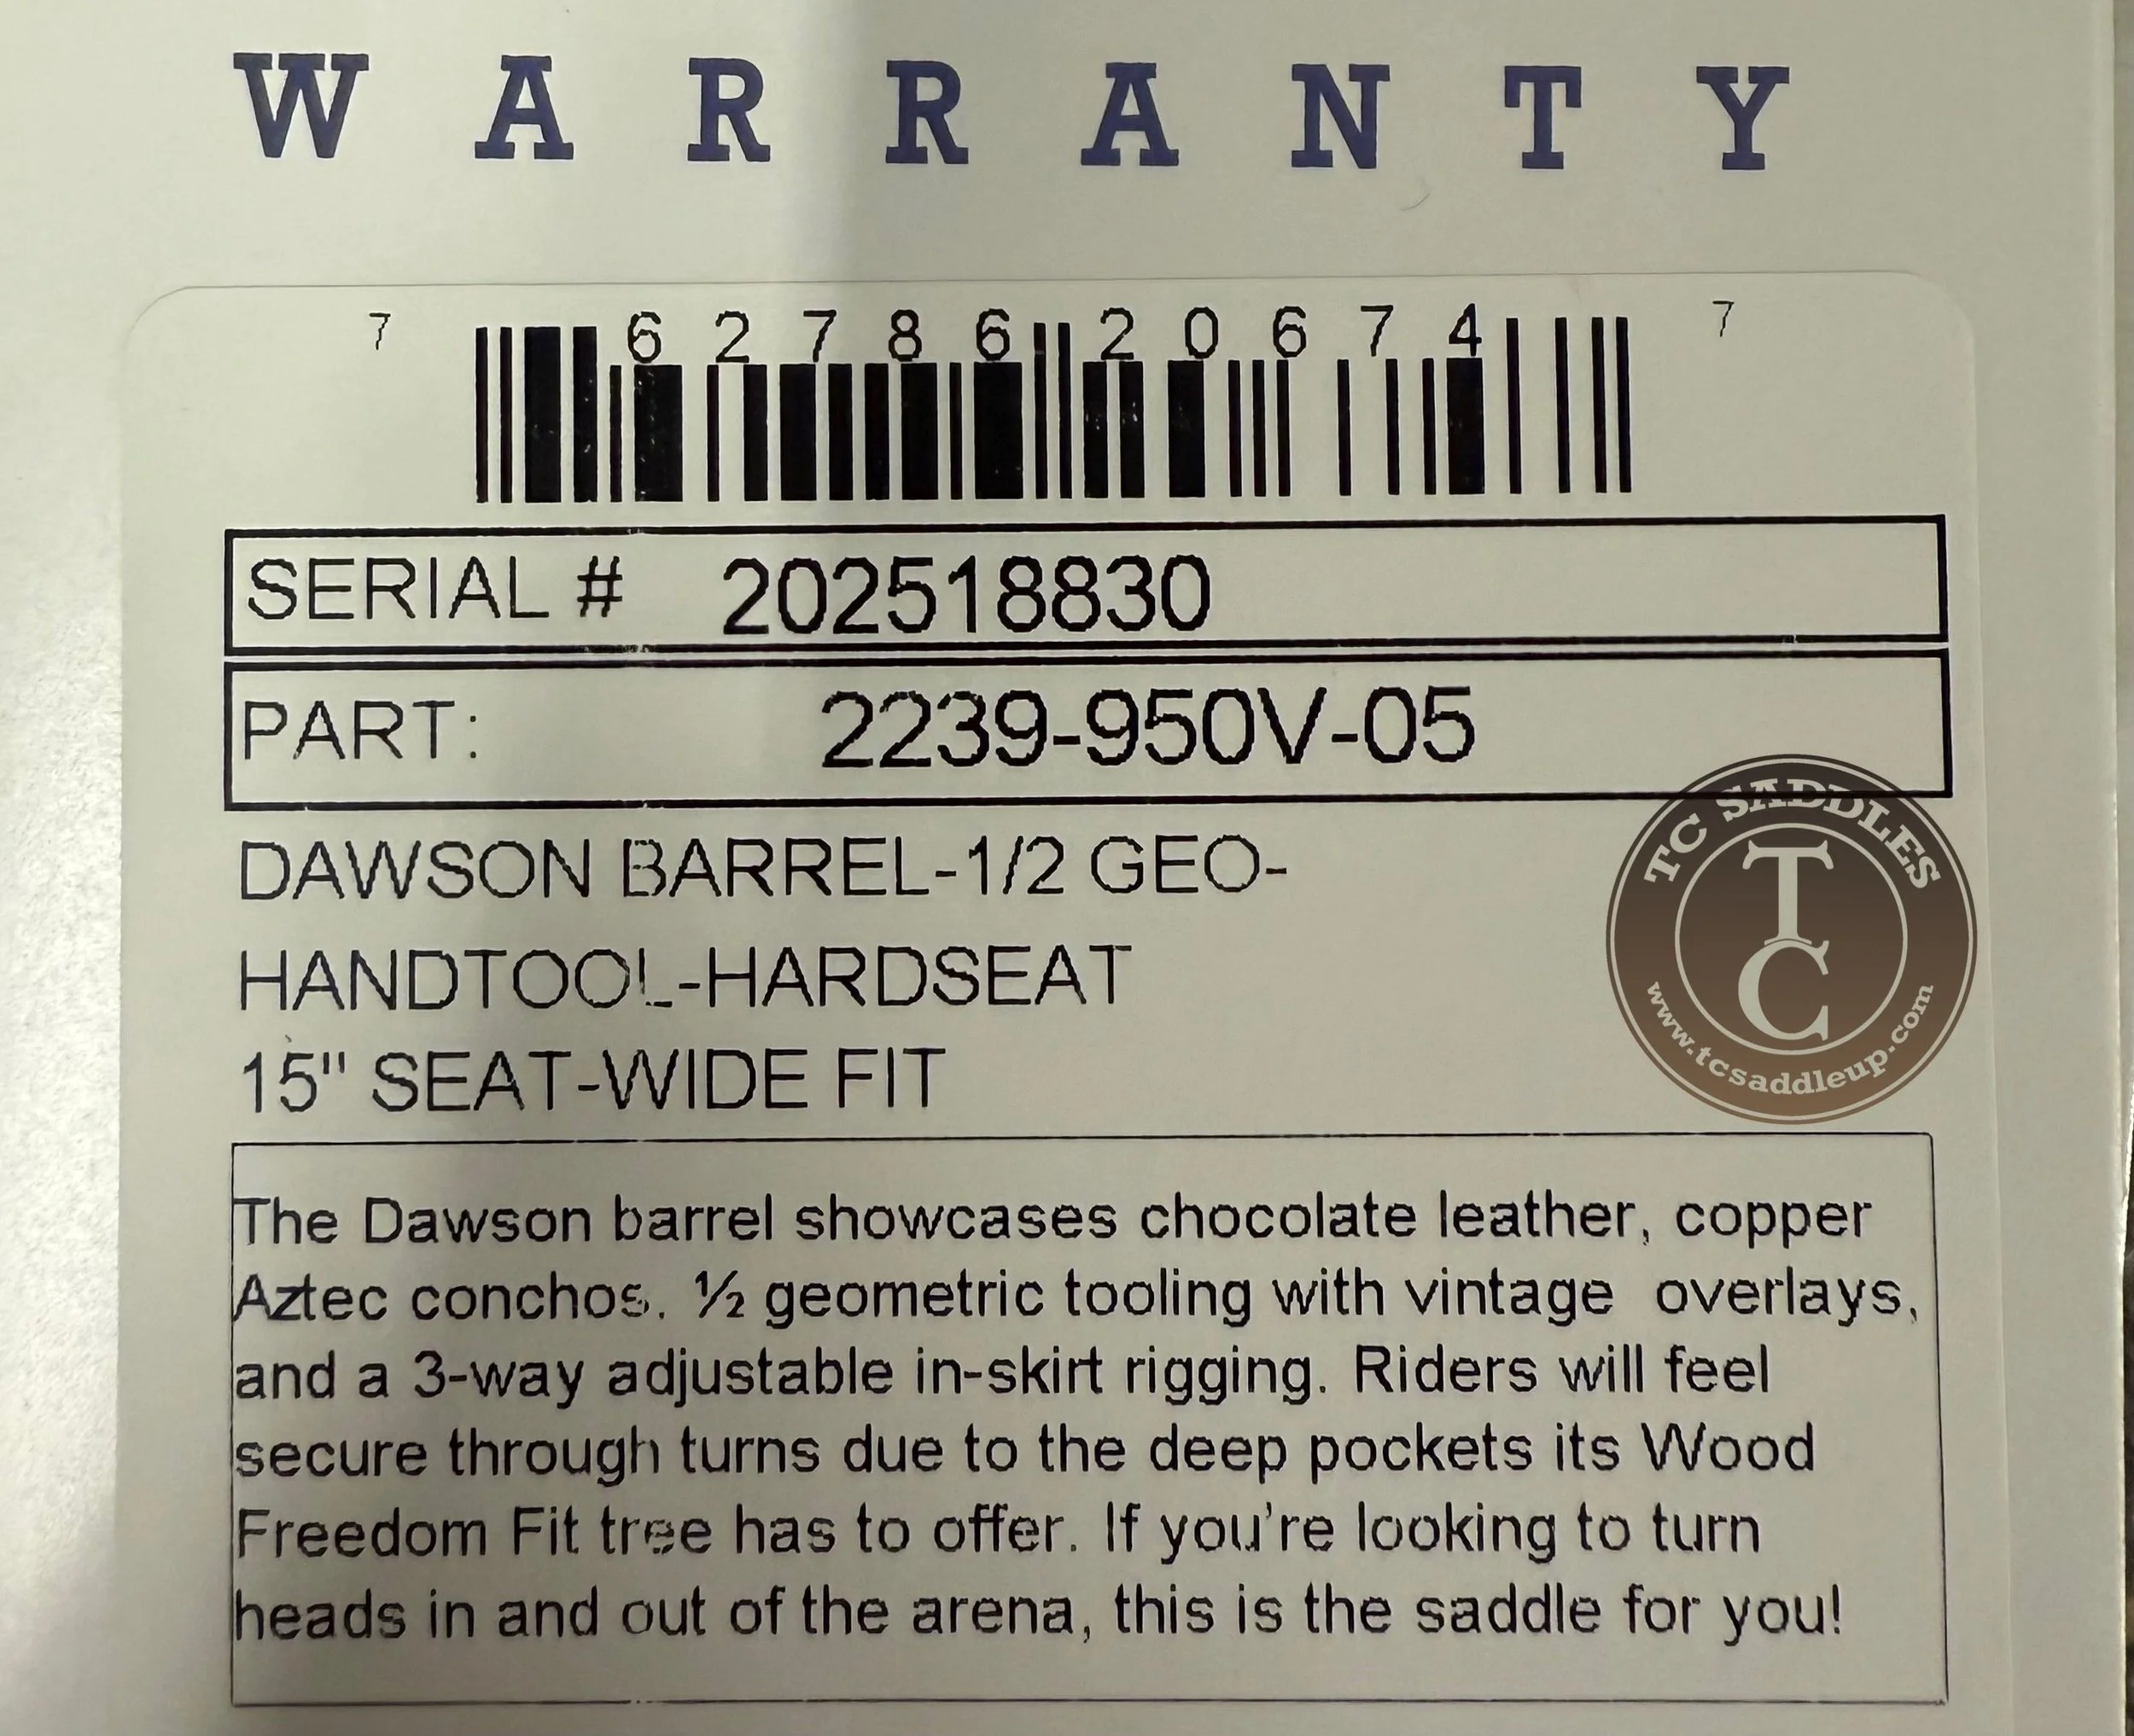 WARRANTY
7 62786 20674 7
SERIAL # 202518830
PART: 2239-950V-05
DAWSON BARREL-1/2 GEO-
HANDTOOL-HARDSEAT
15" SEAT-WIDE FIT
TC SADDLES
TC
www.tcsaddleup.com
The Dawson barrel showcases chocolate leather, copper
Aztec conchos. ½ geometric tooling with vintage  overlays,
and a 3-way adjustable in-skirt rigging. Riders will feel
secure through turns due to the deep pockets its Wood
Freedom Fit tree has to offer. If you're looking to turn
heads in and out of the arena, this is the saddle for you!